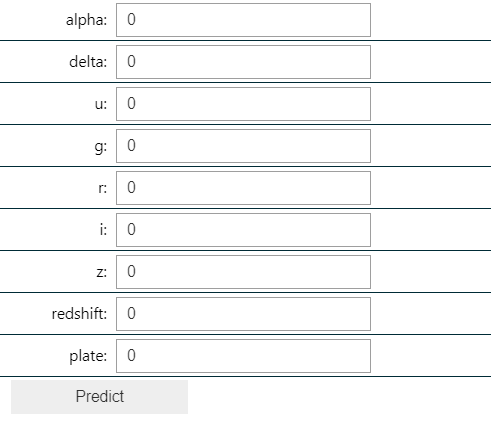 alpha: 0
delta: 0
u: 0
g: 0
r: 0
i: 0
z: 0
redshift: 0
plate: 0
Predict